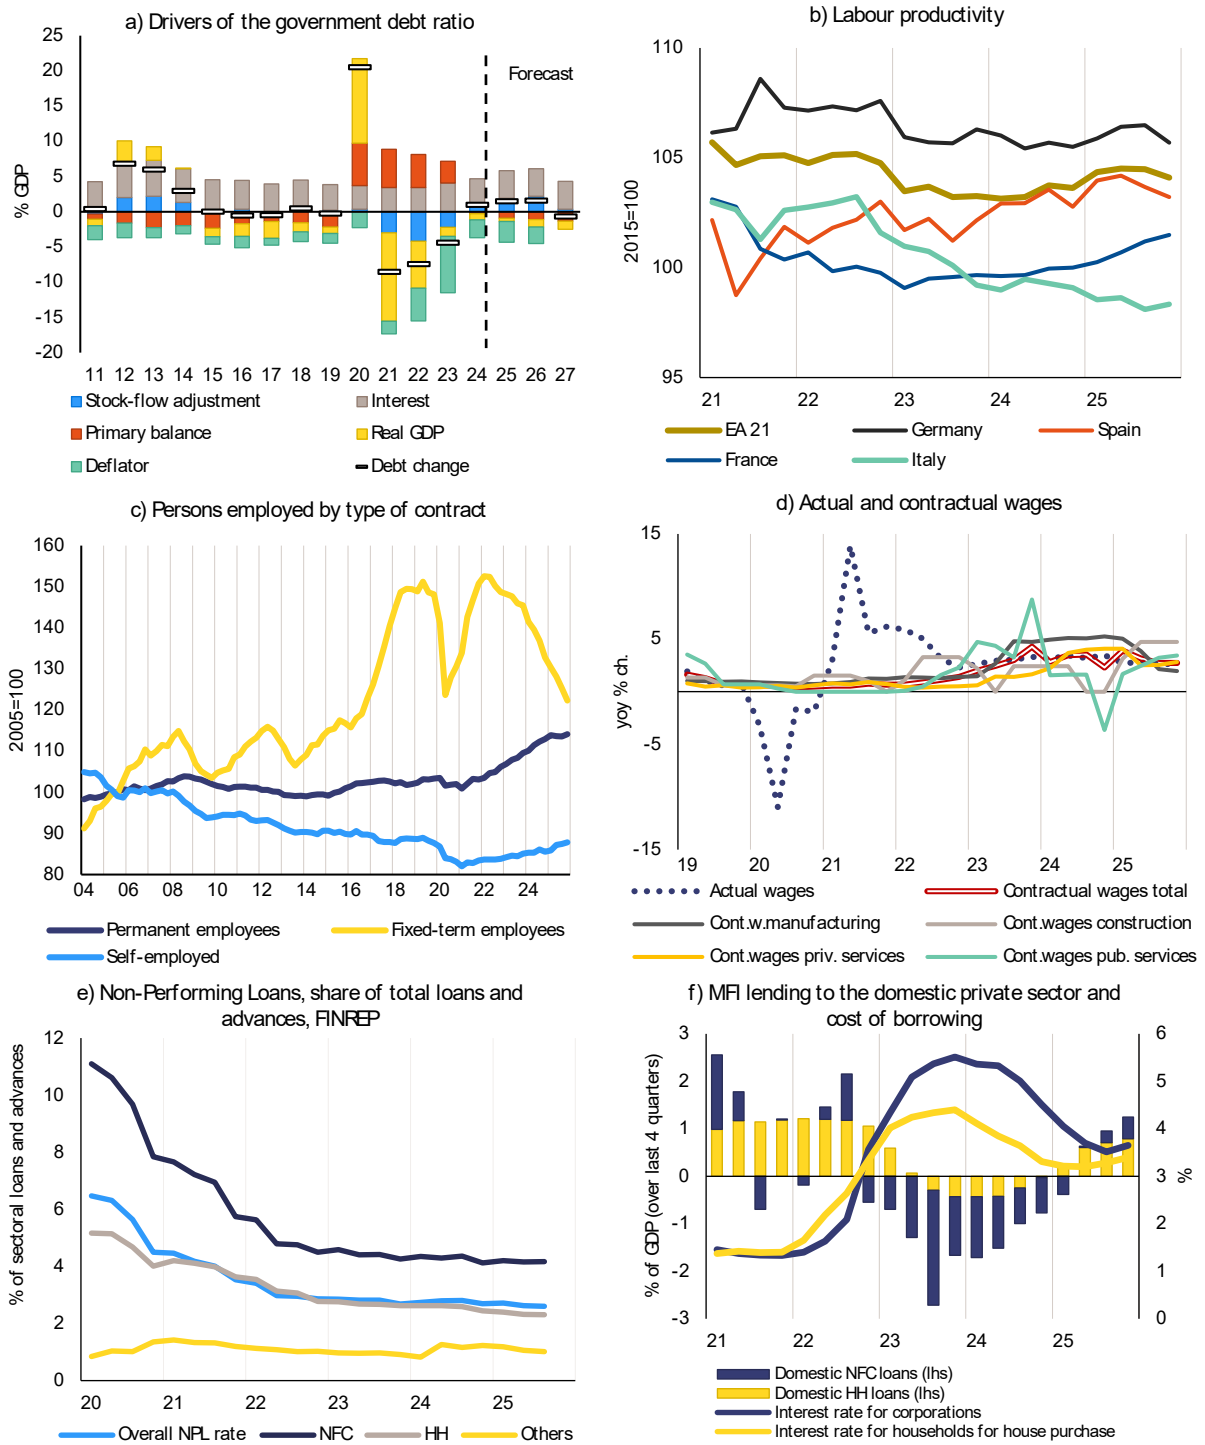 a) Drivers of the government debt ratio
% GDP
25
20
15
10
5
0
-5
-10
-15
-20
Forecast
11 12 13 14 15 16 17 18 19 20 21 22 23 24 25 26 27
Stock-flow adjustment
Interest
Primary balance
Real GDP
Deflator
Debt change
b) Labour productivity
2015=100
110
105
100
95
21 22 23 24 25
EA 21
Germany
Spain
France
Italy
c) Persons employed by type of contract
2005=100
160
150
140
130
120
110
100
90
80
04 06 08 10 12 14 16 18 20 22 24
Permanent employees
Fixed-term employees
Self-employed
d) Actual and contractual wages
yoy % ch.
15
5
-5
-15
19 20 21 22 23 24 25
Actual wages
Contractual wages total
Cont.w.manufacturing
Cont.wages construction
Cont.wages priv. services
Cont.wages pub. services
e) Non-Performing Loans, share of total loans and
advances, FINREP
% of sectoral loans and advances
12
10
8
6
4
2
0
20 21 22 23 24 25
Overall NPL rate
NFC
HH
Others
f) MFI lending to the domestic private sector and
cost of borrowing
% of GDP (over last 4 quarters)
3
2
1
0
-1
-2
-3
6
5
4
3
2
1
0
%
21 22 23 24 25
Domestic NFC loans (lhs)
Domestic HH loans (lhs)
Interest rate for corporations
Interest rate for households for house purchase